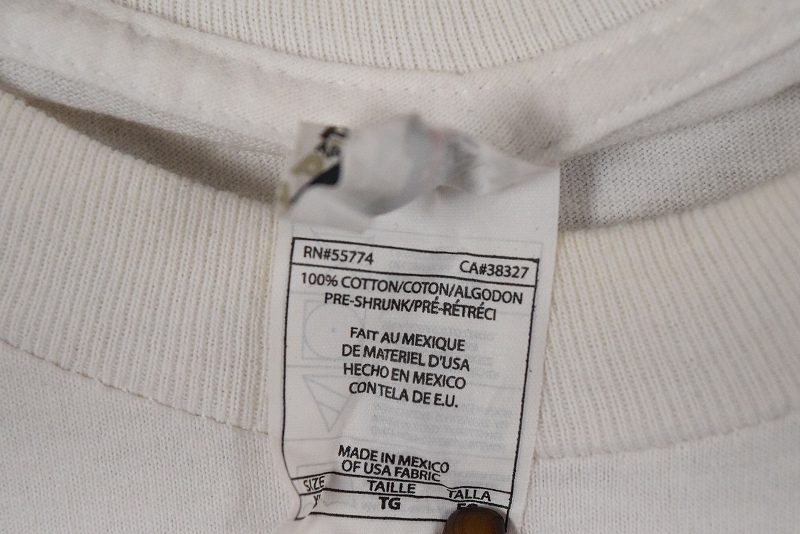 RN#55774 CA#38327
100% COTTON/COTON/ALGODON
PRE-SHRUNK/PRÉ-RÉTRÉCI
FAIT AU MEXIQUE
DE MATERIEL D'USA
HECHO EN MEXICO
CON TELA DE E.U.
MADE IN MEXICO
OF USA FABRIC
SIZE TAILLE TALLA
TG